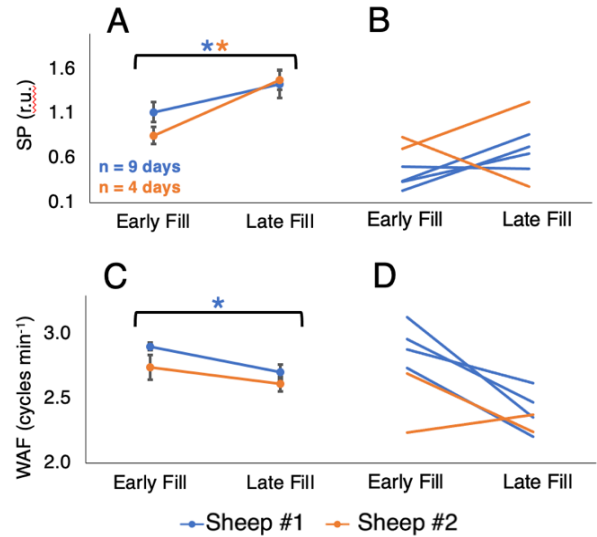 A
B
**
SP (r.u.)
1.6
1.1
0.6
0.1
n = 9 days
n = 4 days
Early Fill
Late Fill
Early Fill
Late Fill
C
D
*
WAF (cycles min⁻¹)
3.0
2.5
2.0
Early Fill
Late Fill
Early Fill
Late Fill
Sheep #1
Sheep #2